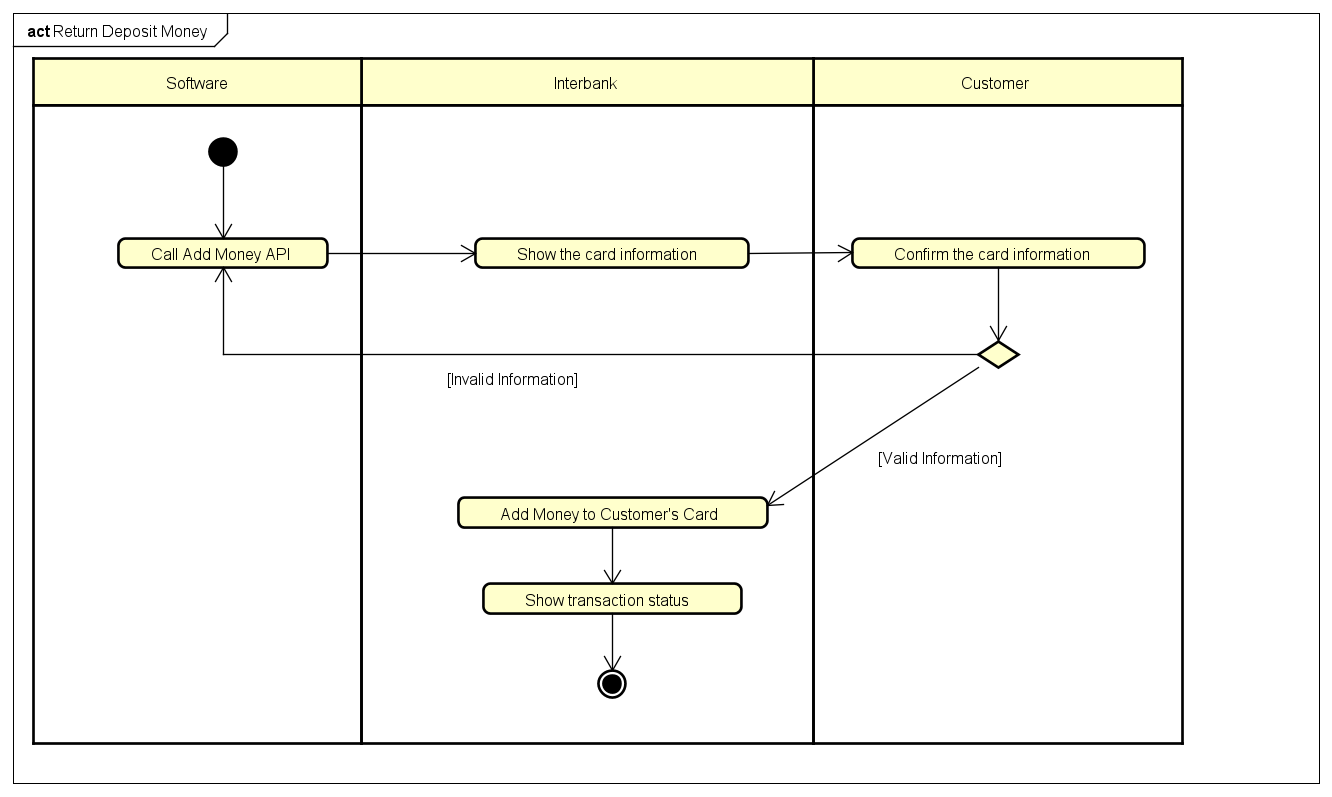 act Return Deposit Money
Software
Interbank
Customer
Call Add Money API
Show the card information
Confirm the card information
[Invalid Information]
[Valid Information]
Add Money to Customer's Card
Show transaction status